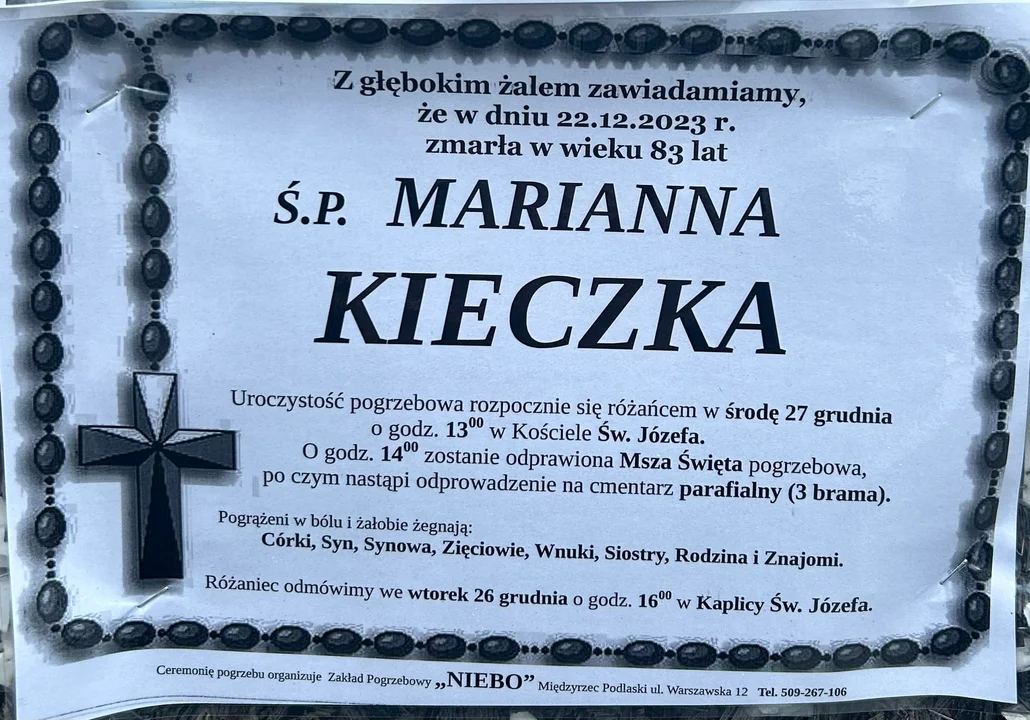 Z głębokim żalem zawiadamiamy,
że w dniu 22.12.2023 r.
zmarła w wieku 83 lat
Ś.P. MARIANNA
KIECZKA
Uroczystość pogrzebowa rozpocznie się różańcem w środę 27 grudnia
o godz. 13⁰⁰ w Kościele Św. Józefa.
O godz. 14⁰⁰ zostanie odprawiona Msza Święta pogrzebowa,
po czym nastąpi odprowadzenie na cmentarz parafialny (3 brama).
Pogrążeni w bólu i żałobie żegnają:
Córki, Syn, Synowa, Zięciowie, Wnuki, Siostry, Rodzina i Znajomi.
Różaniec odmówimy we wtorek 26 grudnia o godz. 16⁰⁰ w Kaplicy Św. Józefa.
Ceremonię pogrzebu organizuje Zakład Pogrzebowy „NIEBO” Międzyrzec Podlaski ul. Warszawska 12 Tel. 509-267-106